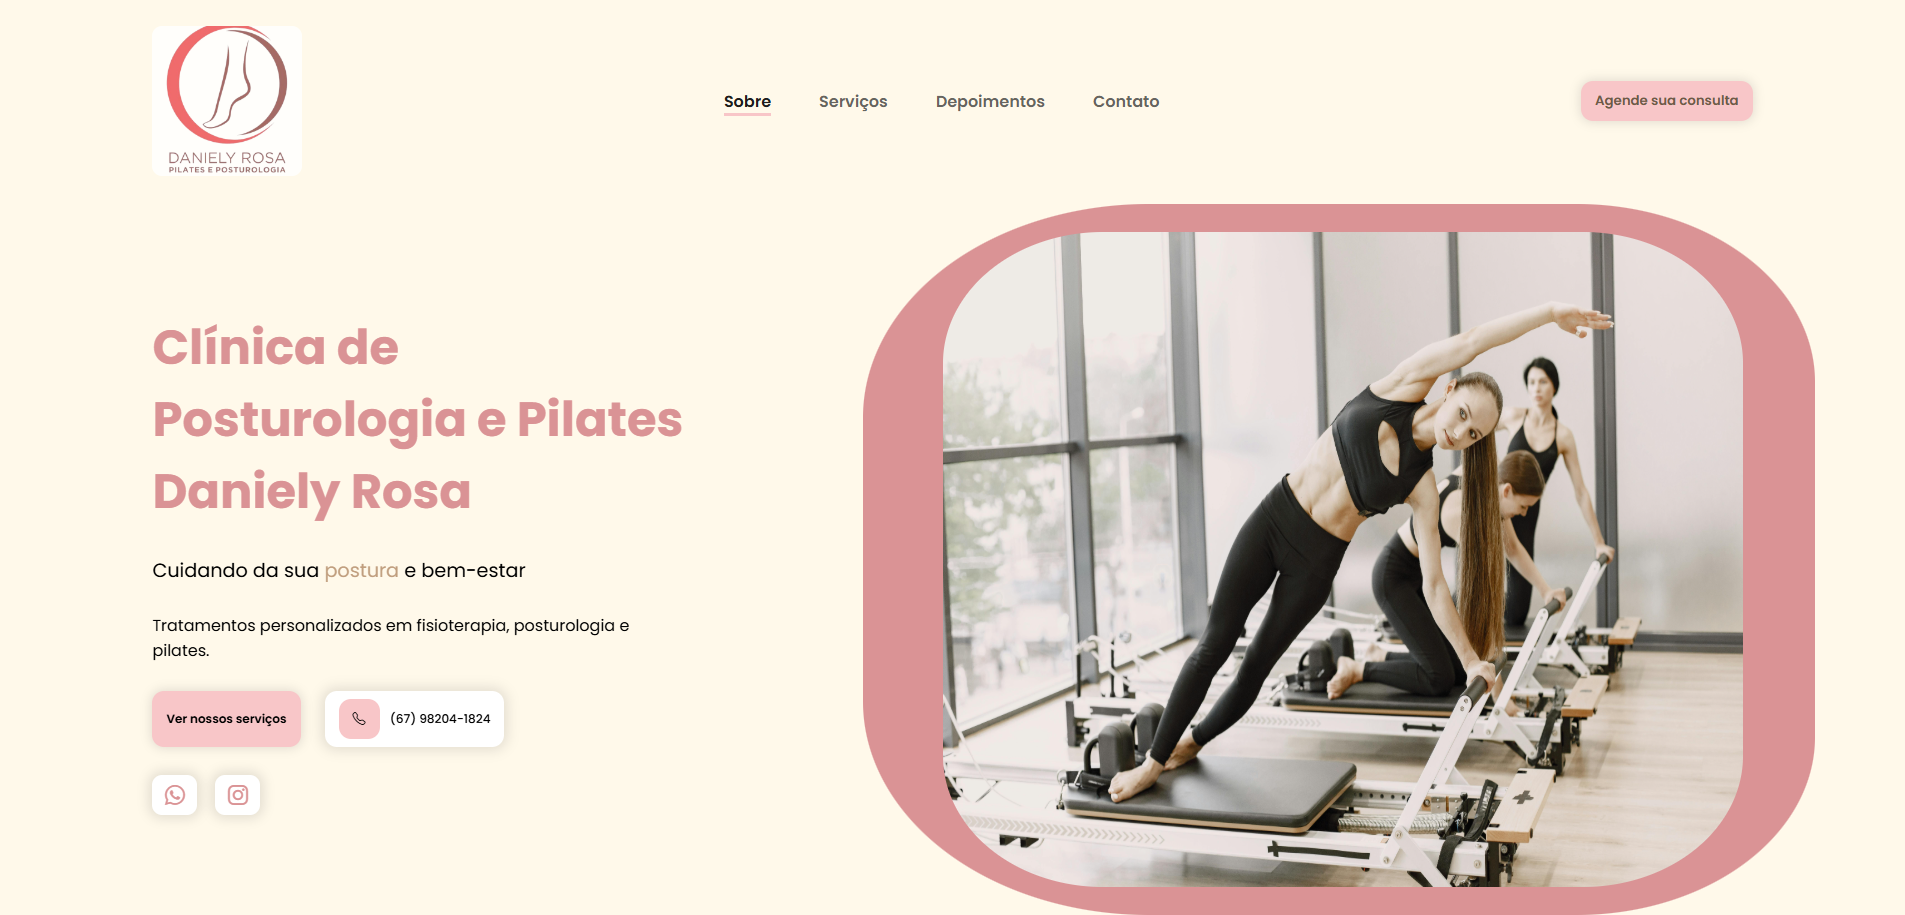 DANIELY ROSA
PILATES E POSTUROLOGIA
Sobre
Serviços
Depoimentos
Contato
Agende sua consulta
Clínica de
Posturologia e Pilates
Daniely Rosa
Cuidando da sua postura e bem-estar
Tratamentos personalizados em fisioterapia, posturologia e
pilates.
Ver nossos serviços
(67) 98204-1824